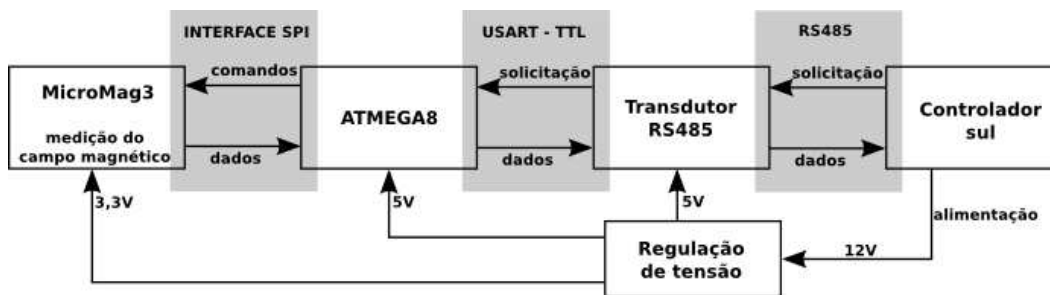 INTERFACE SPI
USART - TTL
RS485
comandos
solicitação
solicitação
MicroMag3
medição do
campo magnético
ATMEGA8
Transdutor
RS485
Controlador
sul
dados
dados
dados
3,3V
5V
5V
alimentação
Regulação
de tensão
12V